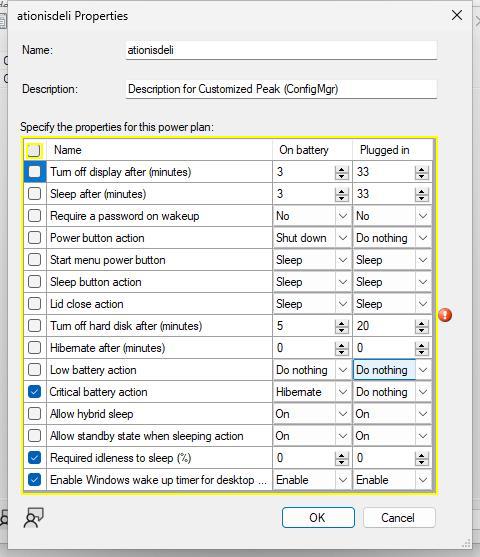 ationisdeli Properties
Name: ationisdeli
Description: Description for Customized Peak (ConfigMgr)
Specify the properties for this power plan:
Name On battery Plugged in
Turn off display after (minutes) 3 33
Sleep after (minutes) 3 33
Require a password on wakeup No No
Power button action Shut down Do nothing
Start menu power button Sleep Sleep
Sleep button action Sleep Sleep
Lid close action Sleep Sleep
Turn off hard disk after (minutes) 5 20
Hibernate after (minutes) 0 0
Low battery action Do nothing Do nothing
Critical battery action Hibernate Do nothing
Allow hybrid sleep On On
Allow standby state when sleeping action On On
Required idleness to sleep (%) 0 0
Enable Windows wake up timer for desktop ... Enable Enable
OK Cancel